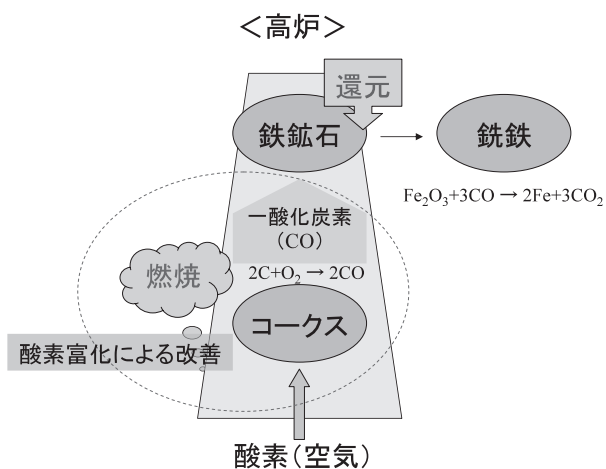 ＜高炉＞
還元
鉄鉱石
銑鉄
Fe₂O₃+3CO → 2Fe+3CO₂
一酸化炭素
（CO）
燃焼
2C+O₂ → 2CO
コークス
酸素富化による改善
酸素（空気）